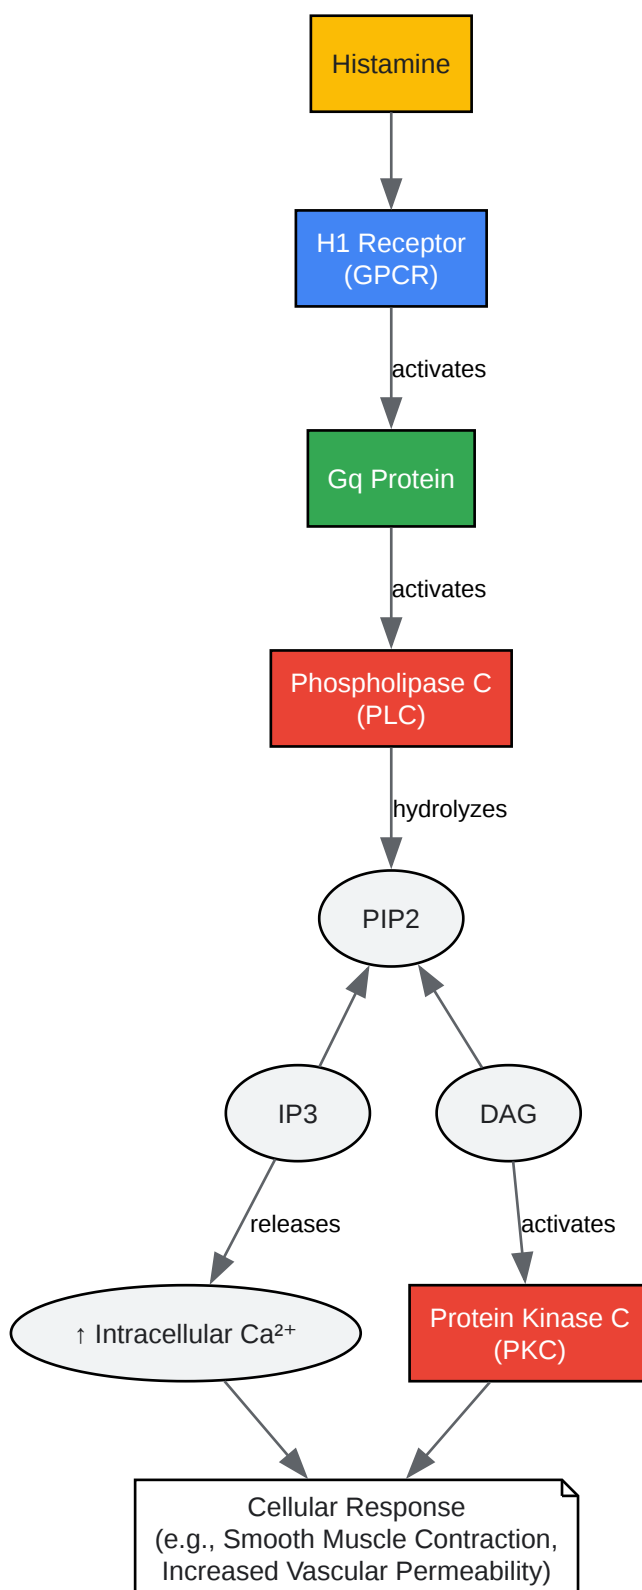 Histamine
H1 Receptor
(GPCR)
activates
Gq Protein
activates
Phospholipase C
(PLC)
hydrolyzes
PIP2
IP3
DAG
releases
activates
↑ Intracellular Ca²⁺
Protein Kinase C
(PKC)
Cellular Response
(e.g., Smooth Muscle Contraction,
Increased Vascular Permeability)